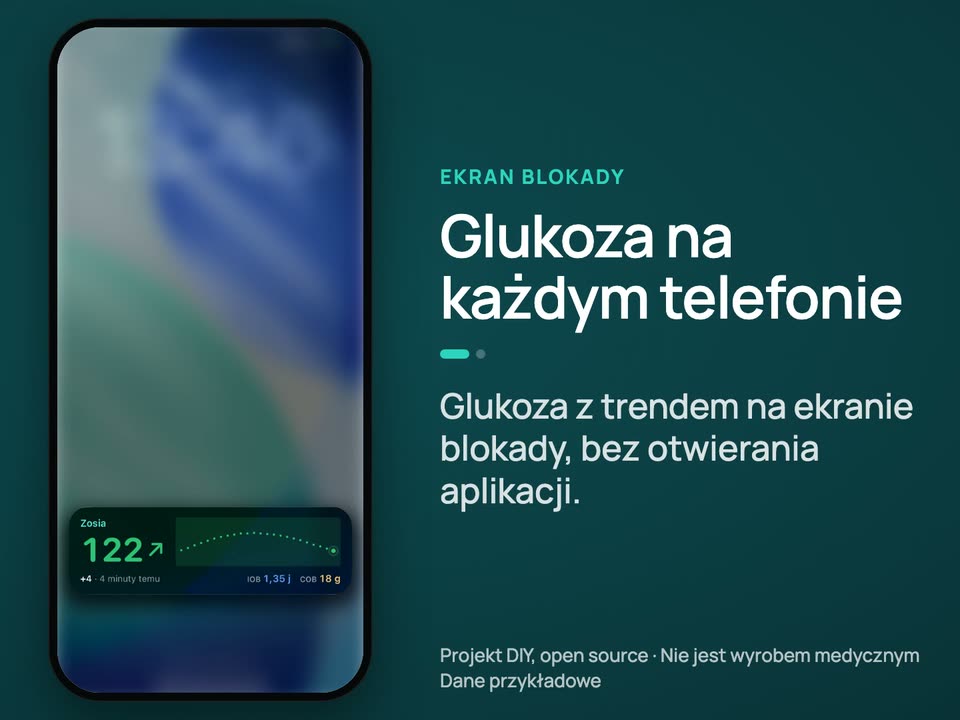 EKRAN BLOKADY
Glukoza na
każdym telefonie
Glukoza z trendem na ekranie
blokady, bez otwierania
aplikacji.
Zosia
122↗
+4 · 4 minuty temu IOB 1,35 j COB 18 g
Projekt DIY, open source · Nie jest wyrobem medycznym
Dane przykładowe